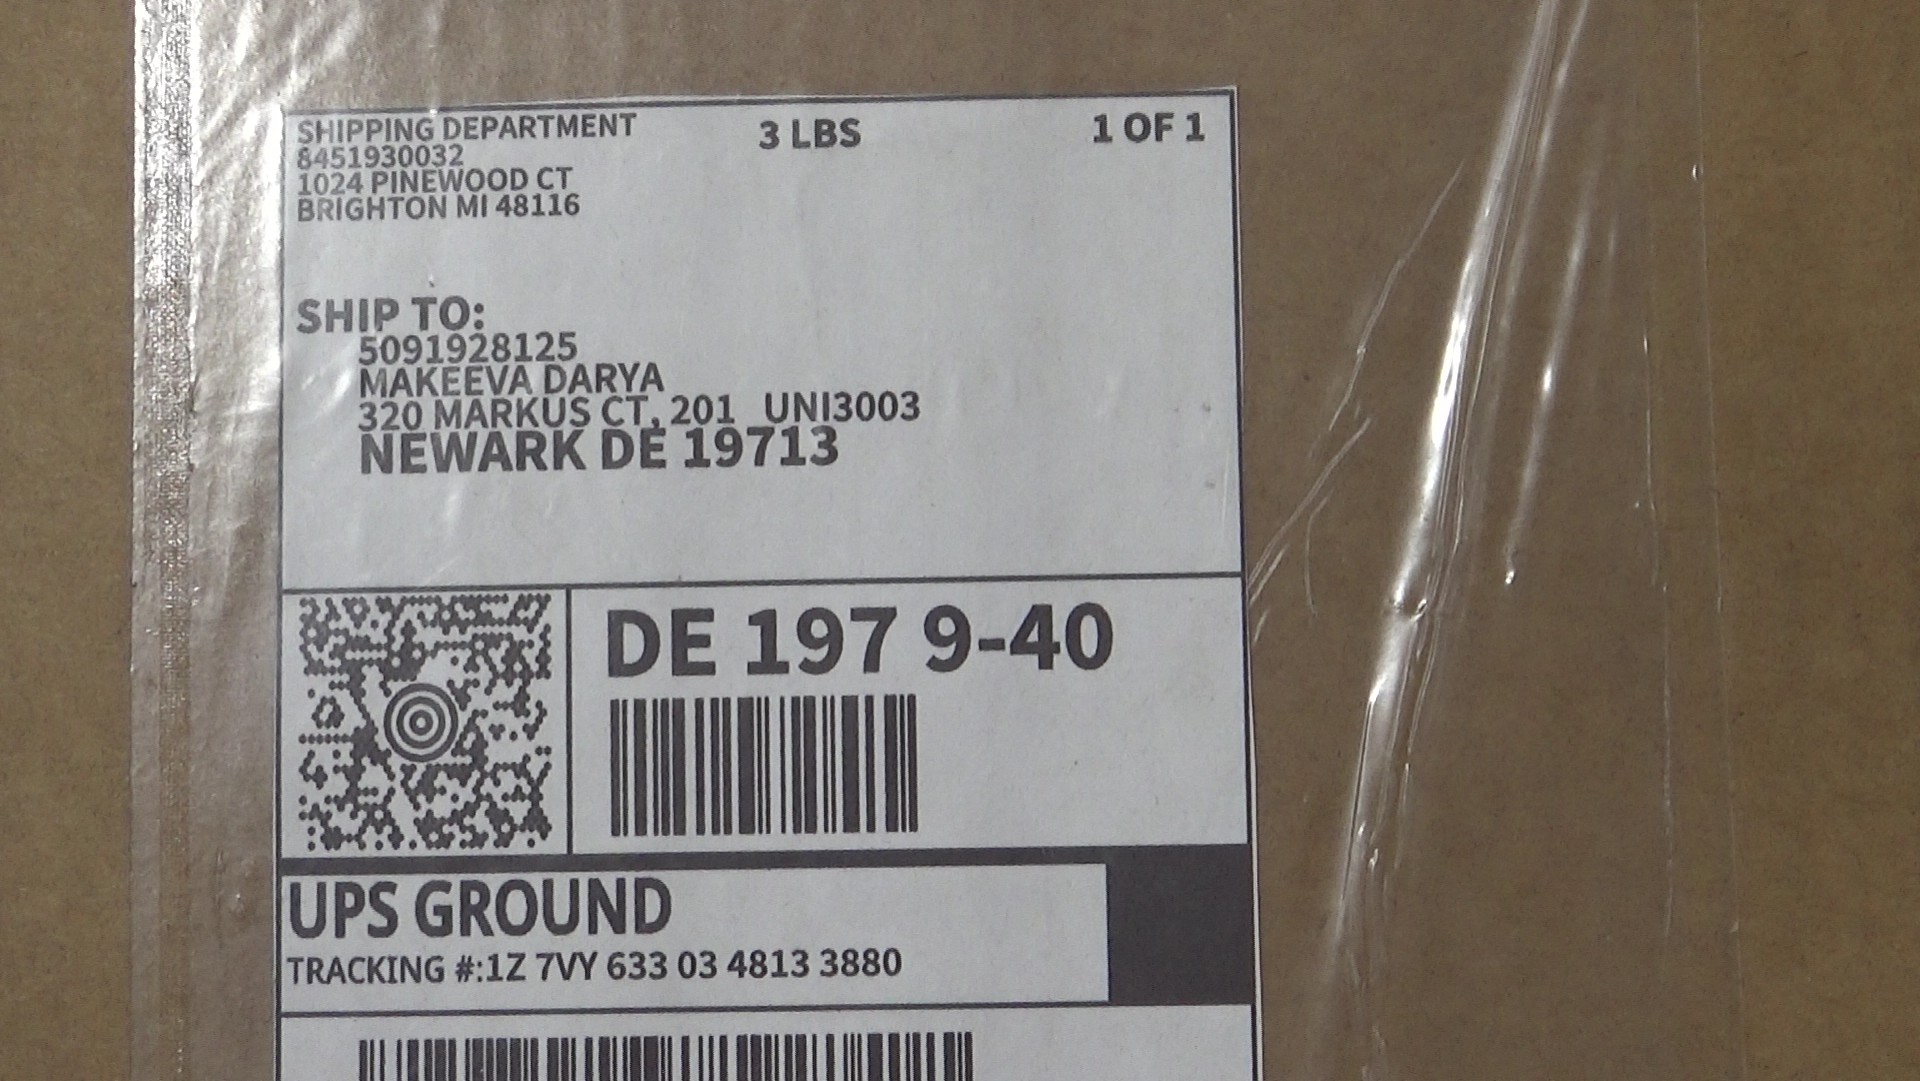 SHIPPING DEPARTMENT
8451930032
1024 PINEWOOD CT
BRIGHTON MI 48116
3 LBS
1 OF 1
SHIP TO:
5091928125
MAKEEVA DARYA
320 MARKUS CT, 201 UNI3003
NEWARK DE 19713
DE 197 9-40
UPS GROUND
TRACKING #:1Z 7VY 633 03 4813 3880